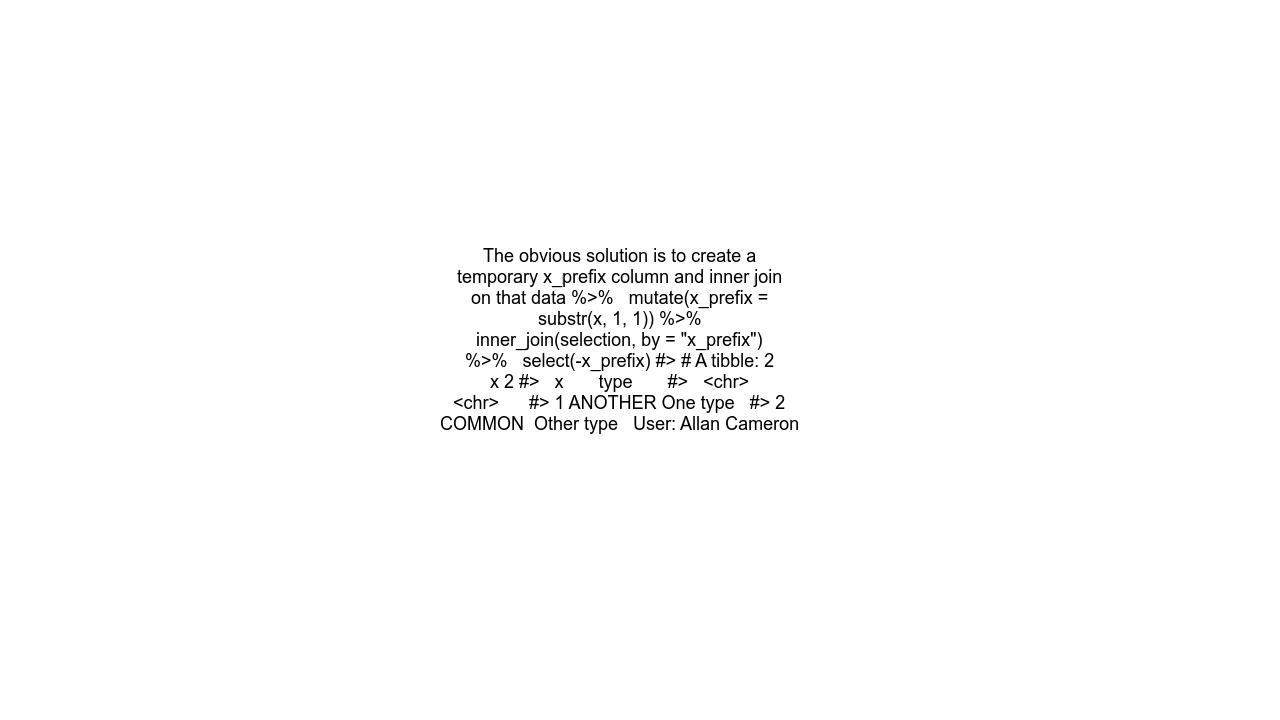 The obvious solution is to create a
temporary x_prefix column and inner join
on that data %>%   mutate(x_prefix =
substr(x, 1, 1)) %>%
inner_join(selection, by = "x_prefix")
%>%   select(-x_prefix) #> # A tibble: 2
x 2 #>   x       type       #>   <chr>
<chr>      #> 1 ANOTHER One type   #> 2
COMMON  Other type   User: Allan Cameron